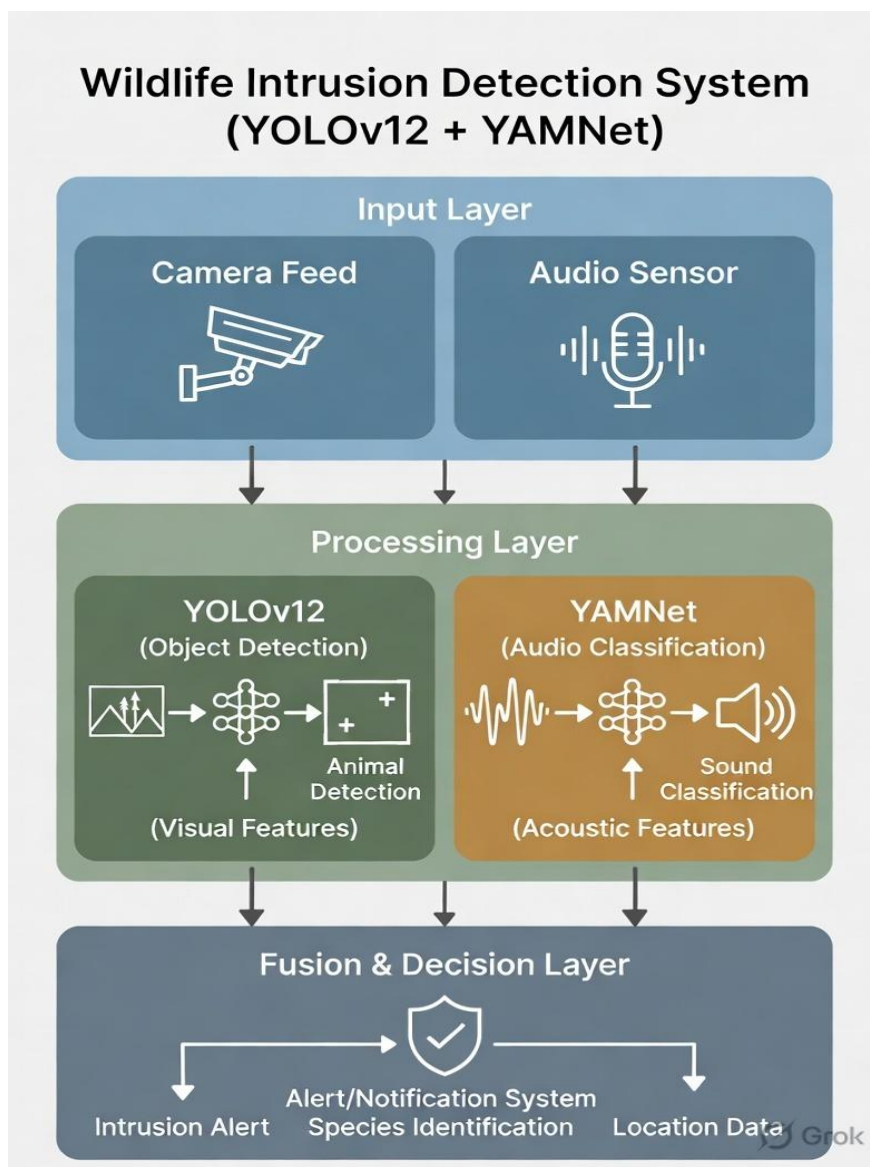 Wildlife Intrusion Detection System
(YOLOv12 + YAMNet)
Input Layer
Camera Feed
Audio Sensor
Processing Layer
YOLOv12
(Object Detection)
Animal
Detection
(Visual Features)
YAMNet
(Audio Classification)
Sound
Classification
(Acoustic Features)
Fusion & Decision Layer
Alert/Notification System
Intrusion Alert
Species Identification
Location Data
Grok